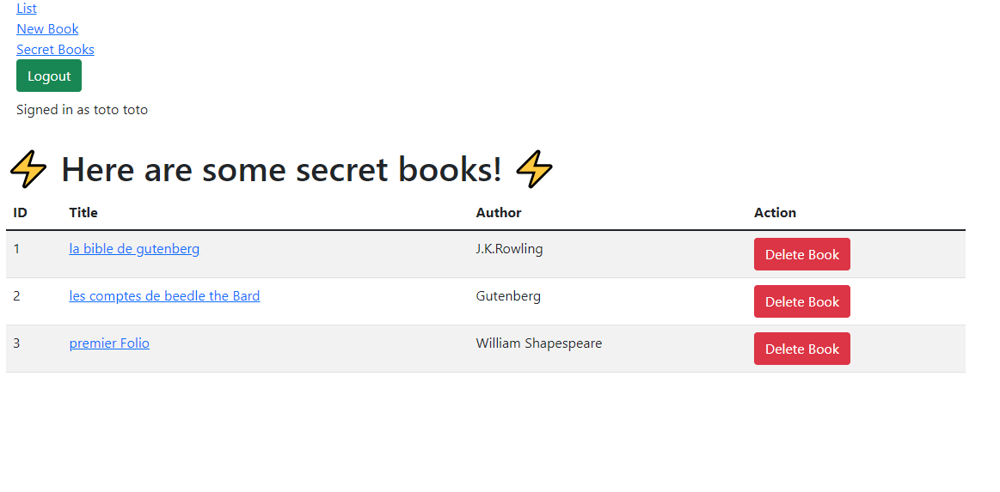 List
New Book
Secret Books
Logout
Signed in as toto toto
⚡ Here are some secret books! ⚡
ID Title Author Action
1 la bible de gutenberg J.K.Rowling Delete Book
2 les comptes de beedle the Bard Gutenberg Delete Book
3 premier Folio William Shapespeare Delete Book